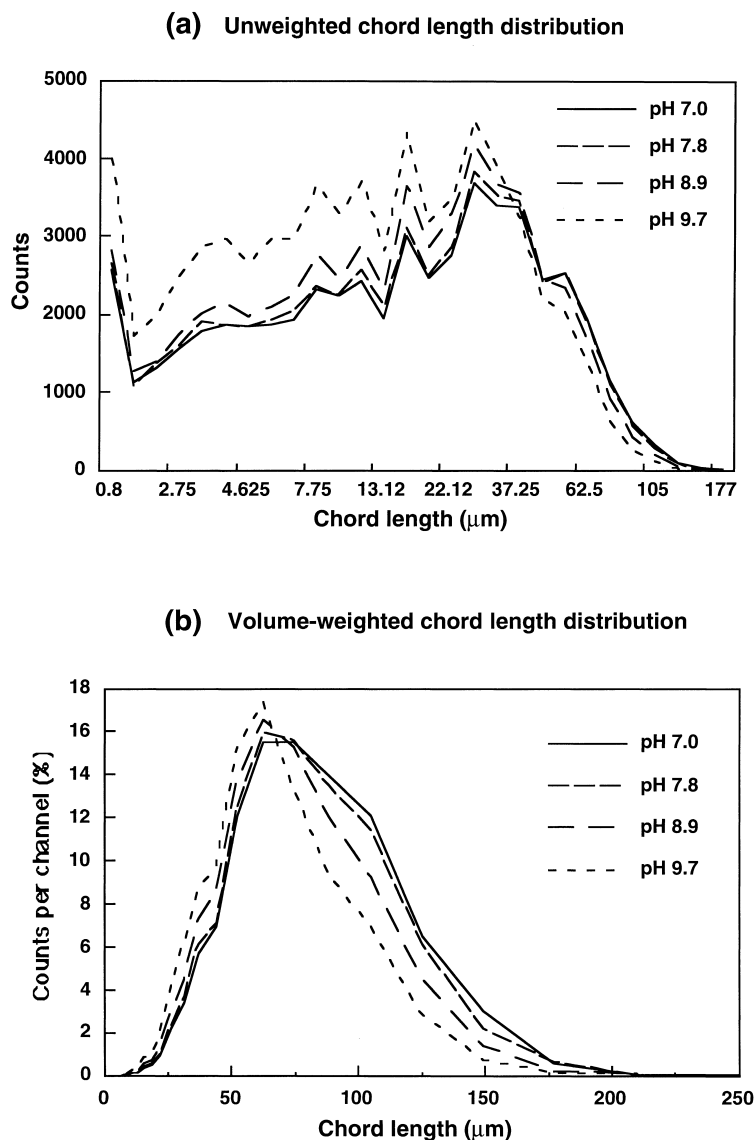 (a) Unweighted chord length distribution
5000
4000
3000
2000
1000
0
Counts
pH 7.0
pH 7.8
pH 8.9
pH 9.7
0.8 2.75 4.625 7.75 13.12 22.12 37.25 62.5 105 177
Chord length (μm)
(b) Volume-weighted chord length distribution
18
16
14
12
10
8
6
4
2
0
Counts per channel (%)
pH 7.0
pH 7.8
pH 8.9
pH 9.7
0 50 100 150 200 250
Chord length (μm)